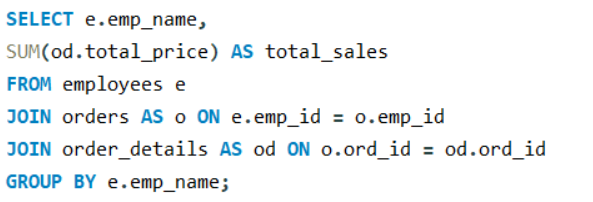 SELECT e.emp_name,
SUM(od.total_price) AS total_sales
FROM employees e
JOIN orders AS o ON e.emp_id = o.emp_id
JOIN order_details AS od ON o.ord_id = od.ord_id
GROUP BY e.emp_name;